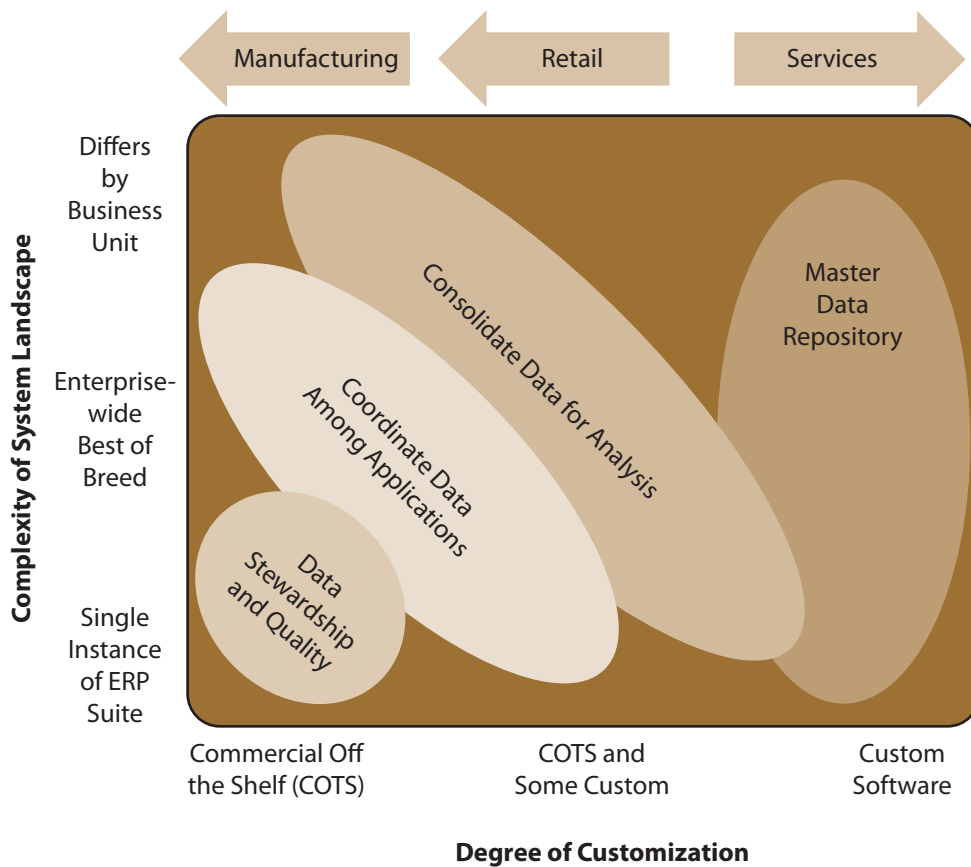 Manufacturing
Retail
Services
Differs
by
Business
Unit
Enterprise-
wide
Best of
Breed
Single
Instance
of ERP
Suite
Complexity of System Landscape
Consolidate Data for Analysis
Master
Data
Repository
Coordinate Data
Among Applications
Data
Stewardship
and Quality
Commercial Off
the Shelf (COTS)
COTS and
Some Custom
Custom
Software
Degree of Customization